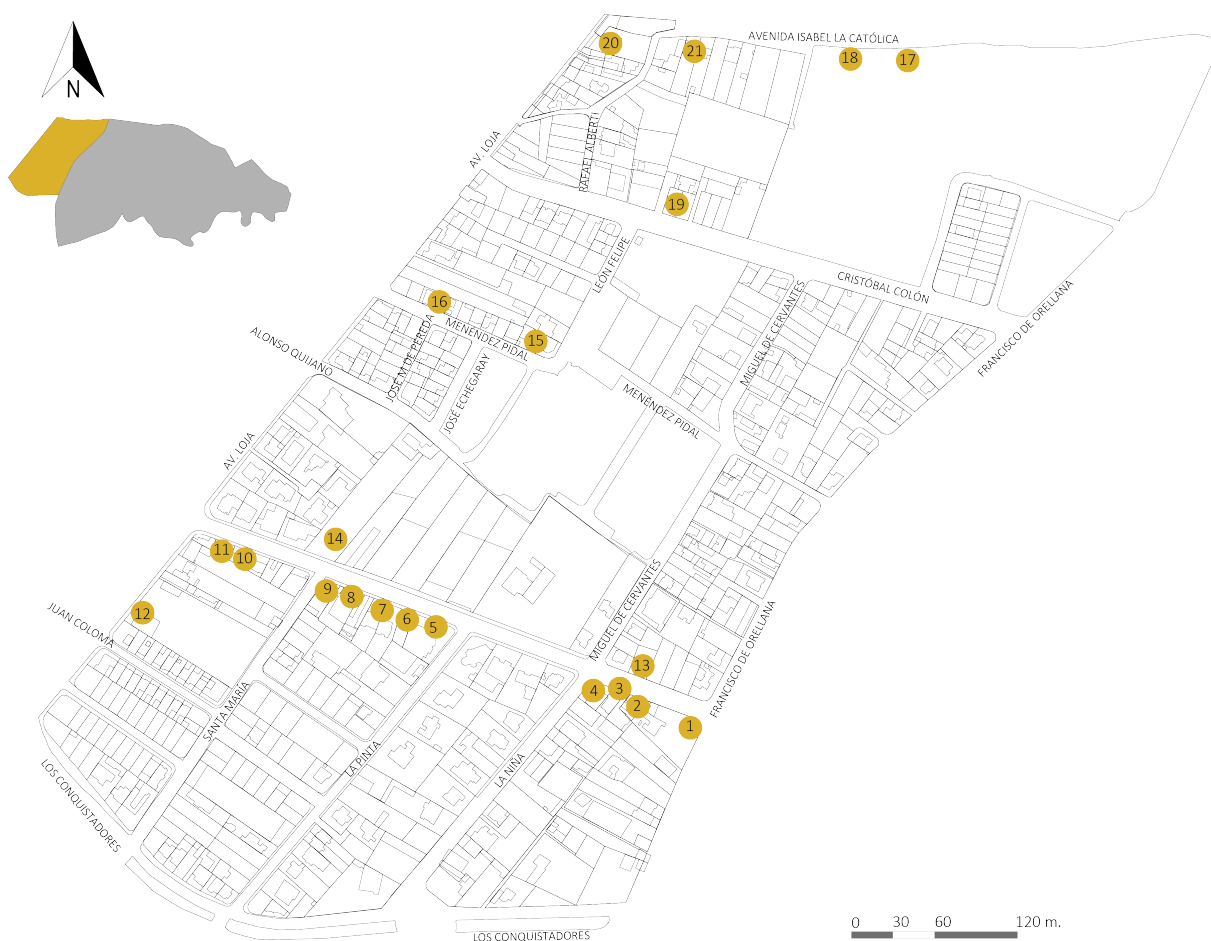 AVENIDA ISABEL LA CATÓLICA
20
21
18
17
N
AV. LOJA
RAFAEL ALBERTI
19
LEÓN FELIPE
CRISTÓBAL COLÓN
FRANCISCO DE ORELLANA
MIGUEL DE CERVANTES
16
MENÉNDEZ PIDAL
15
JOSÉ M DE PEREDA
ALONSO QUIJANO
JOSÉ ECHEGARAY
MENÉNDEZ PIDAL
AV. LOJA
14
11
10
9
8
7
6
5
12
JUAN COLOMA
MIGUEL DE CERVANTES
FRANCISCO DE ORELLANA
13
4
3
2
1
SANTA MARÍA
LA PINTA
LA NIÑA
LOS CONQUISTADORES
LOS CONQUISTADORES
0 30 60 120 m.